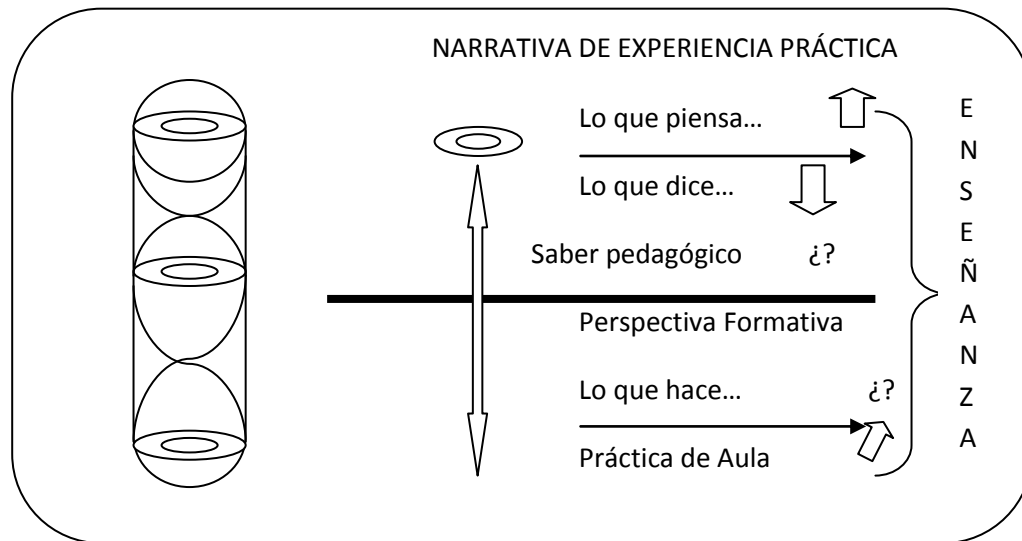 NARRATIVA DE EXPERIENCIA PRÁCTICA
Lo que piensa…
Lo que dice…
Saber pedagógico ¿?
Perspectiva Formativa
Lo que hace… ¿?
Práctica de Aula
E
N
S
E
Ñ
A
N
Z
A